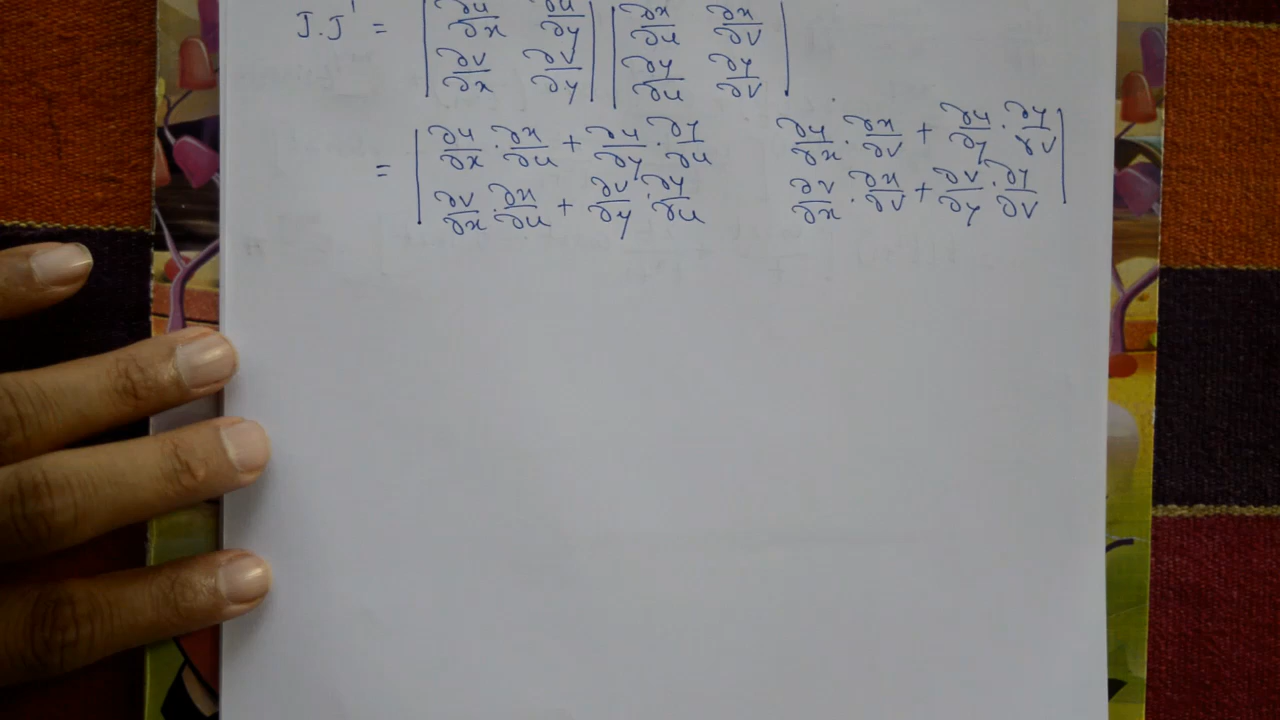 J.J' = | ∂u/∂x ∂u/∂y | | ∂x/∂u ∂x/∂v |
| ∂v/∂x ∂v/∂y | | ∂y/∂u ∂y/∂v |
= | ∂u/∂x · ∂x/∂u + ∂u/∂y · ∂y/∂u ∂u/∂x · ∂x/∂v + ∂u/∂y · ∂y/∂v |
| ∂v/∂x · ∂x/∂u + ∂v/∂y · ∂y/∂u ∂v/∂x · ∂x/∂v + ∂v/∂y · ∂y/∂v |